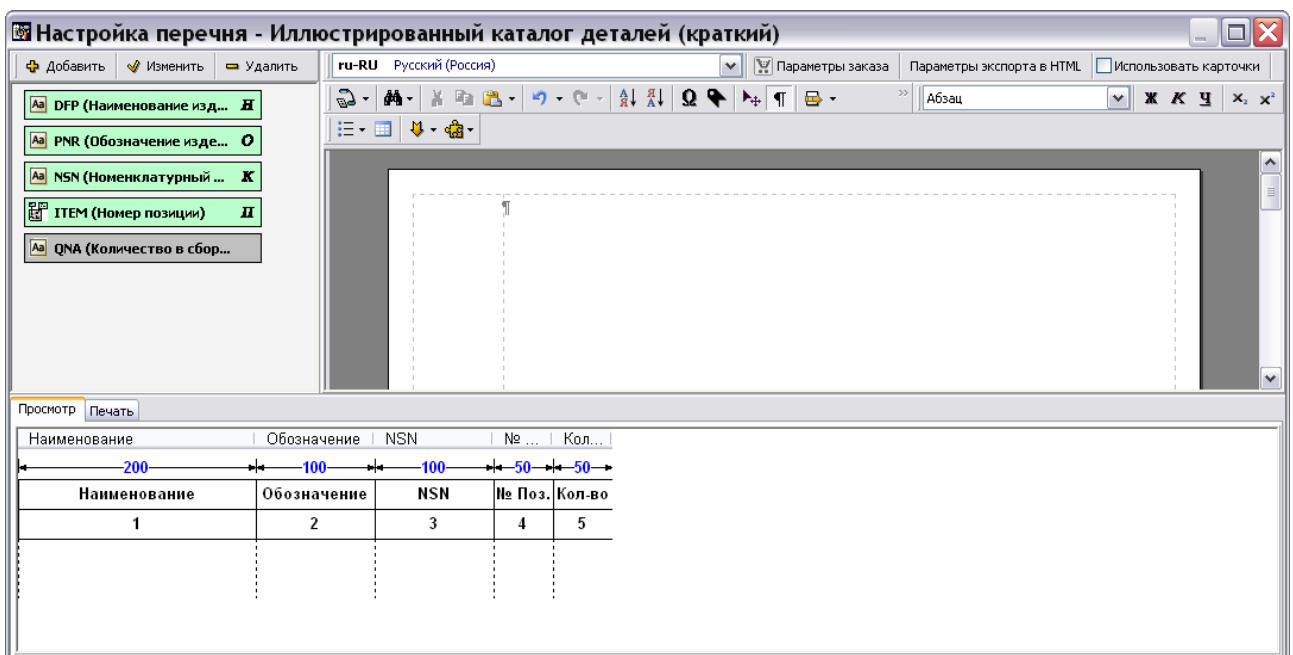 Настройка перечня - Иллюстрированный каталог деталей (краткий)
Добавить Изменить Удалить
ru-RU Русский (Россия) Параметры заказа Параметры экспорта в HTML Использовать карточки
Абзац Ж К Ч X₂ X²
DFP (Наименование изд... Н
PNR (Обозначение изде... О
NSN (Номенклатурный ... К
ITEM (Номер позиции) П
QNA (Количество в сбор...
¶
Просмотр Печать
Наименование Обозначение NSN № ... Кол...
200 100 100 50 50
Наименование Обозначение NSN № Поз. Кол-во
1 2 3 4 5